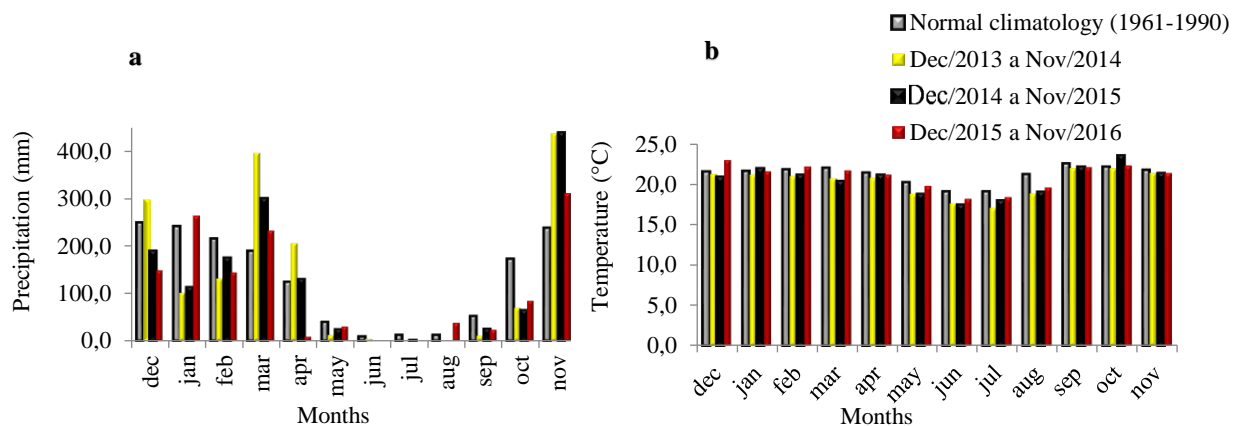 Normal climatology (1961-1990)
Dec/2013 a Nov/2014
Dec/2014 a Nov/2015
Dec/2015 a Nov/2016
a
Precipitation (mm)
400,0
300,0
200,0
100,0
0,0
dec jan feb mar apr may jun jul aug sep oct nov
Months
b
Temperature (°C)
25,0
20,0
15,0
10,0
5,0
0,0
dec jan feb mar apr may jun jul aug sep oct nov
Months